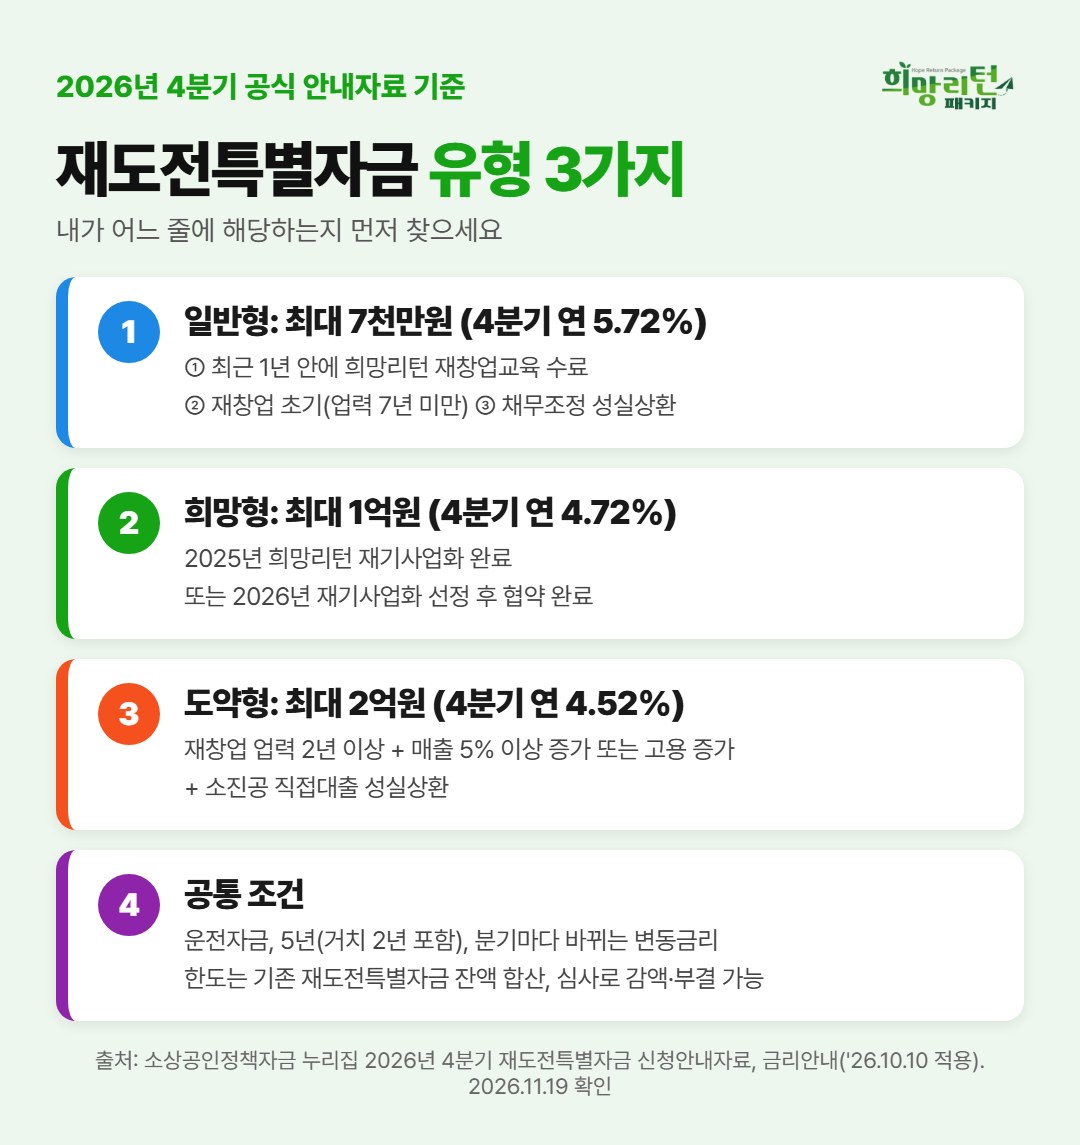 2026년 4분기 공식 안내자료 기준
Hope Return Package
희망리턴
패키지
재도전특별자금 유형 3가지
내가 어느 줄에 해당하는지 먼저 찾으세요
1
일반형: 최대 7천만원 (4분기 연 5.72%)
① 최근 1년 안에 희망리턴 재창업교육 수료
② 재창업 초기(업력 7년 미만) ③ 채무조정 성실상환
2
희망형: 최대 1억원 (4분기 연 4.72%)
2025년 희망리턴 재기사업화 완료
또는 2026년 재기사업화 선정 후 협약 완료
3
도약형: 최대 2억원 (4분기 연 4.52%)
재창업 업력 2년 이상 + 매출 5% 이상 증가 또는 고용 증가
+ 소진공 직접대출 성실상환
4
공통 조건
운전자금, 5년(거치 2년 포함), 분기마다 바뀌는 변동금리
한도는 기존 재도전특별자금 잔액 합산, 심사로 감액·부결 가능
출처: 소상공인정책자금 누리집 2026년 4분기 재도전특별자금 신청안내자료, 금리안내('26.10.10 적용).
2026.11.19 확인